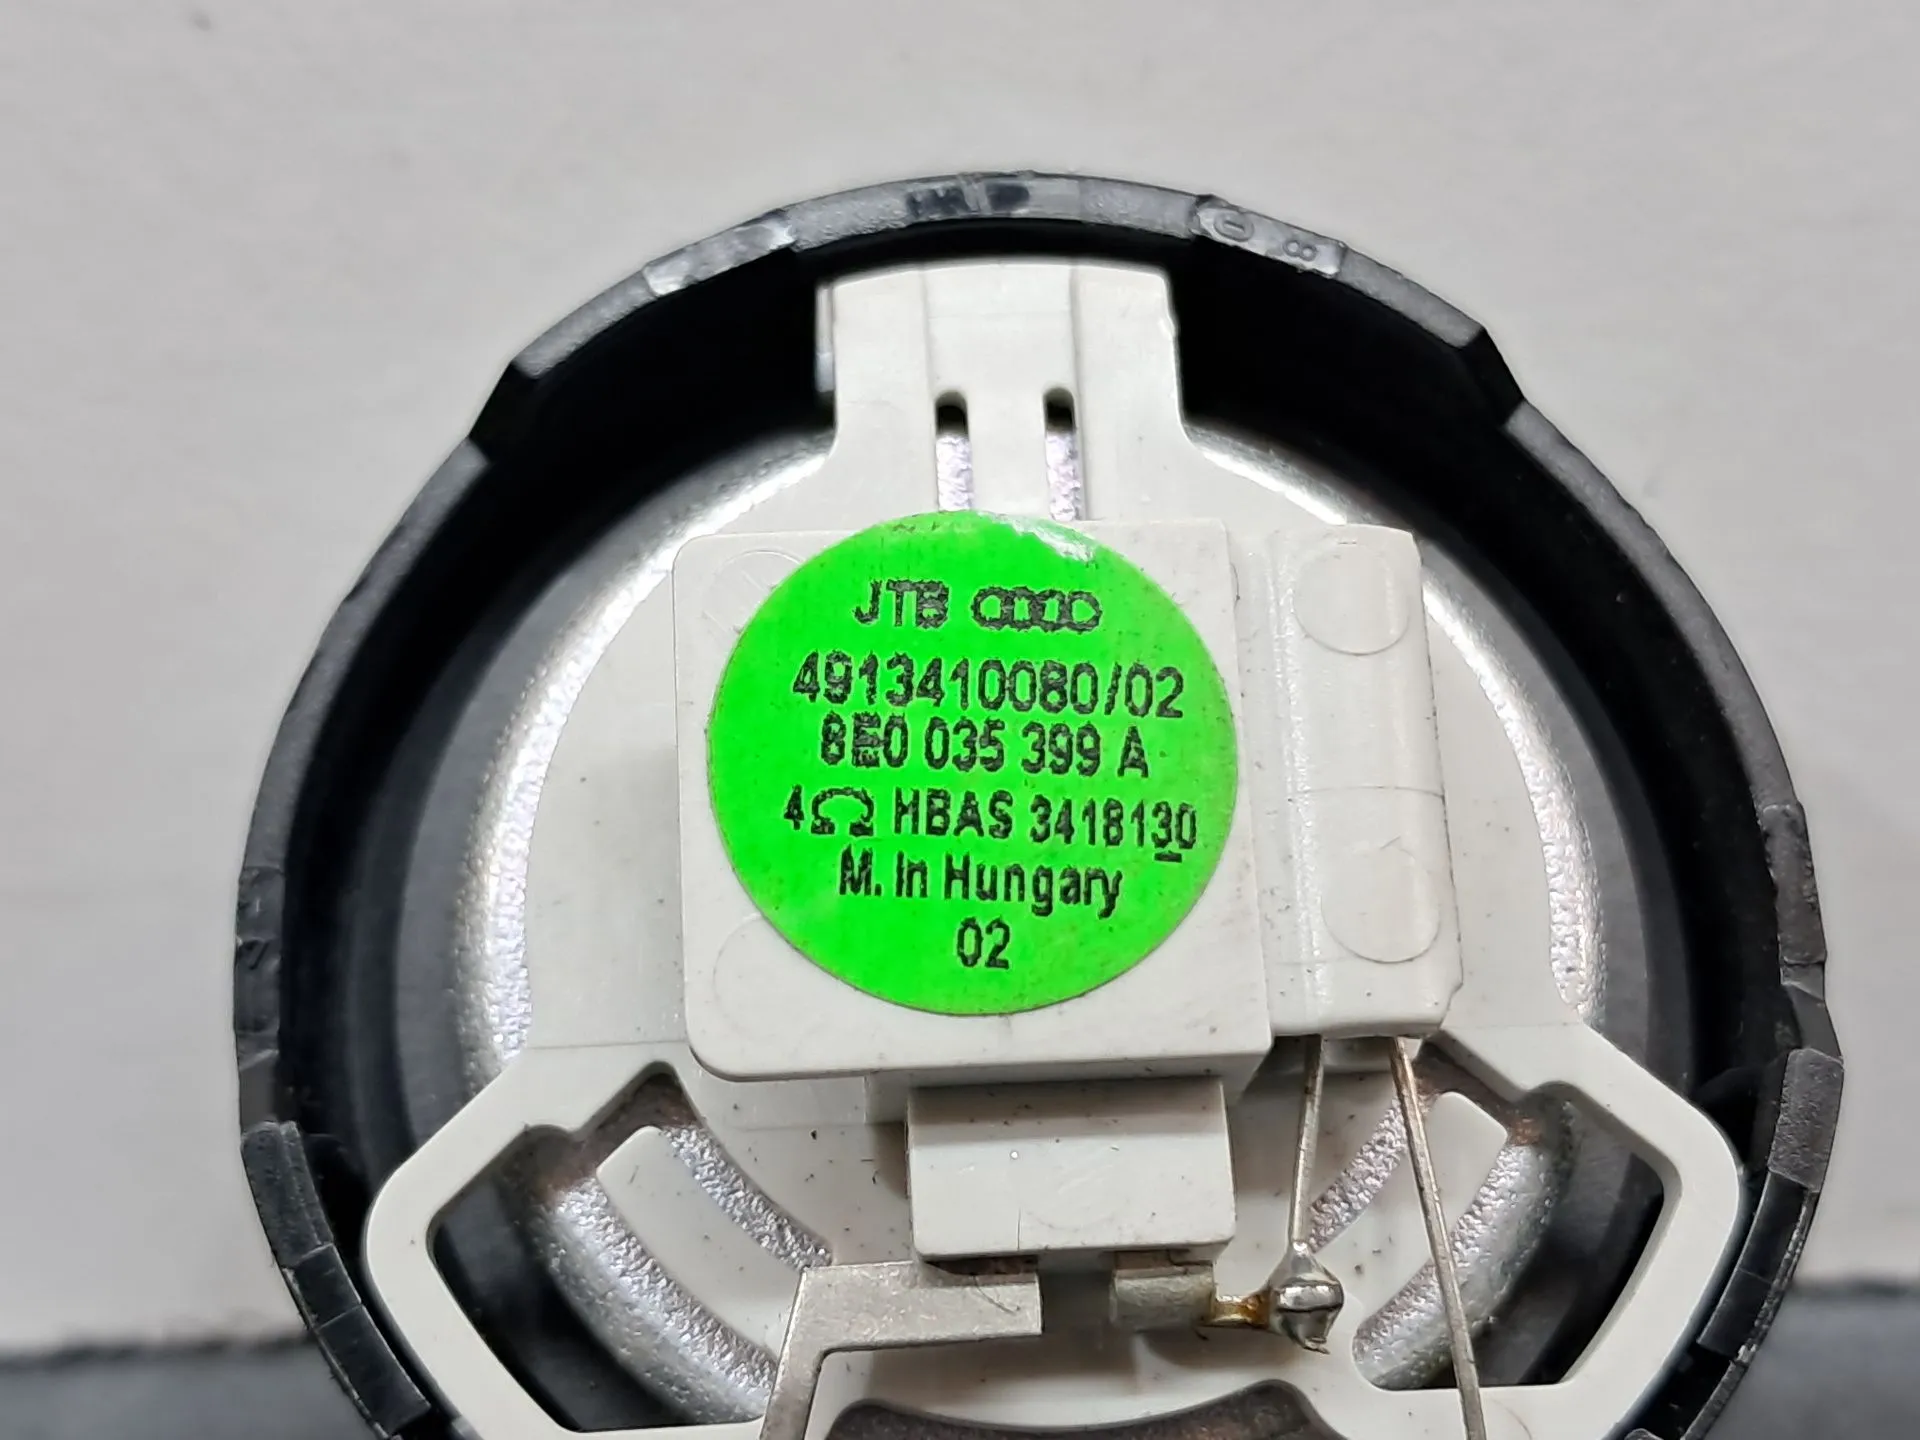 JTB
4913410080/02
8E0 035 399 A
4Ω HBAS 3418130
M. In Hungary
02